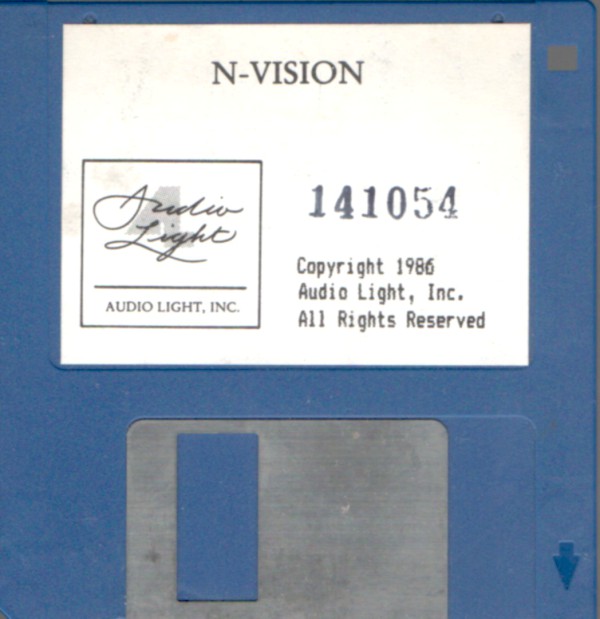 N-VISION
Audio
Light
AUDIO LIGHT, INC.
141054
Copyright 1986
Audio Light, Inc.
All Rights Reserved